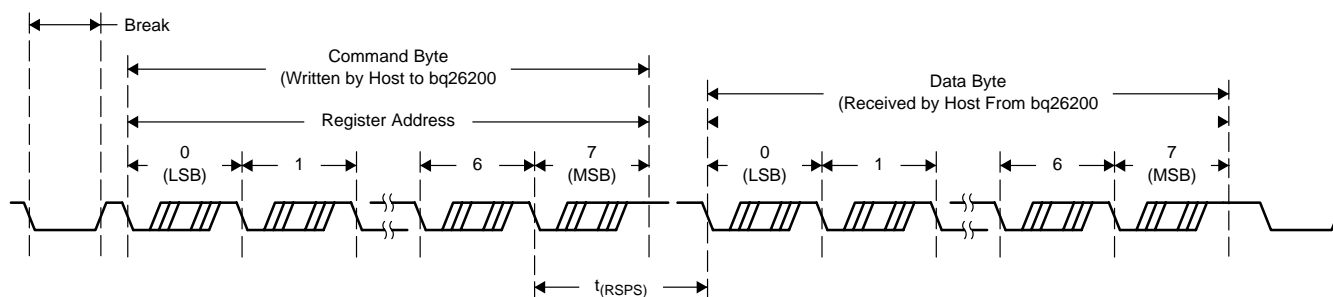 Break
Command Byte
(Written by Host to bq26200
Register Address
0
(LSB)
1
6
7
(MSB)
Data Byte
(Received by Host From bq26200
0
(LSB)
1
6
7
(MSB)
t(RSPS)